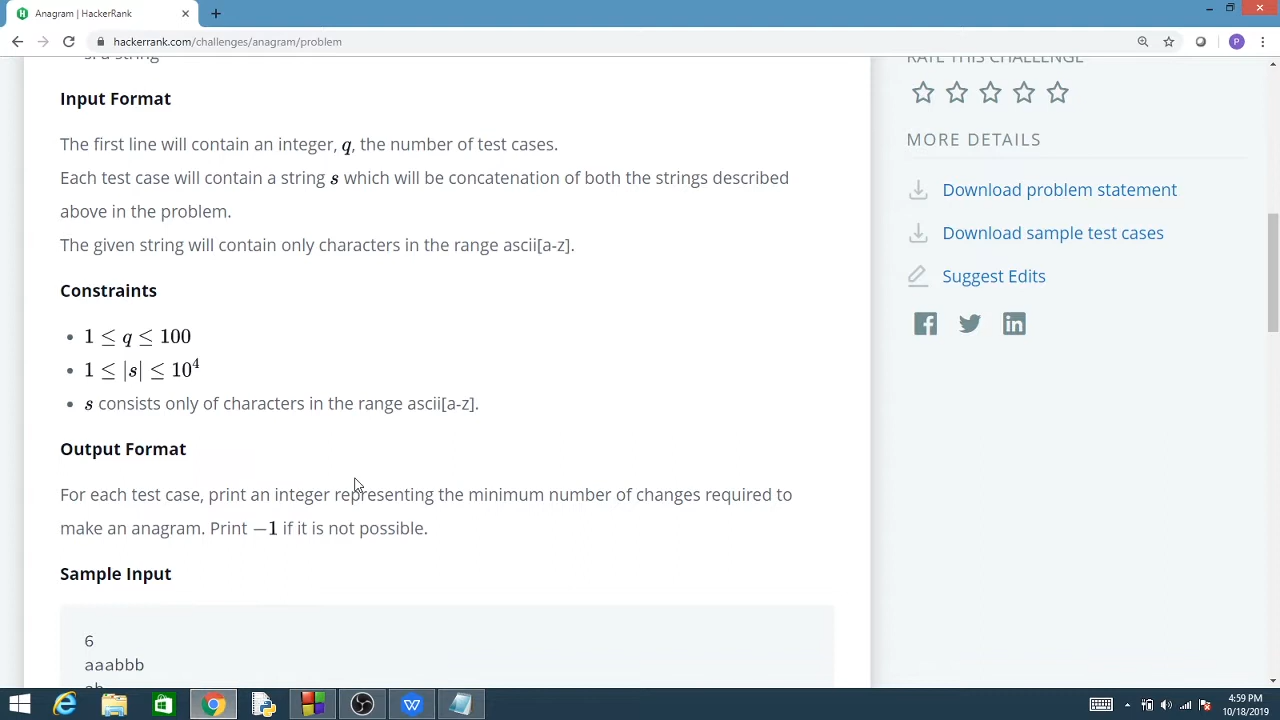 Anagram | HackerRank
hackerrank.com/challenges/anagram/problem
P
s: a string
RATE THIS CHALLENGE
Input Format
The first line will contain an integer, q, the number of test cases.
Each test case will contain a string s which will be concatenation of both the strings described
above in the problem.
The given string will contain only characters in the range ascii[a-z].
MORE DETAILS
Download problem statement
Download sample test cases
Suggest Edits
Constraints
1 ≤ q ≤ 100
1 ≤ |s| ≤ 10⁴
s consists only of characters in the range ascii[a-z].
Output Format
For each test case, print an integer representing the minimum number of changes required to
make an anagram. Print −1 if it is not possible.
Sample Input
6
aaabbb
ab
4:59 PM
10/18/2019